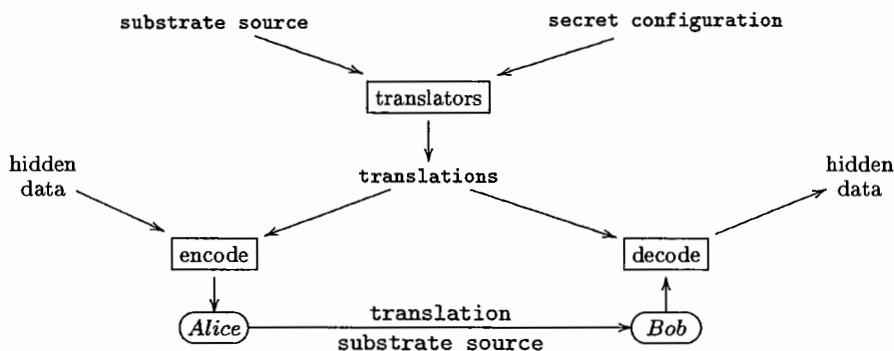 substrate source
secret configuration
translators
hidden
data
translations
hidden
data
encode
decode
Alice
translation
substrate source
Bob